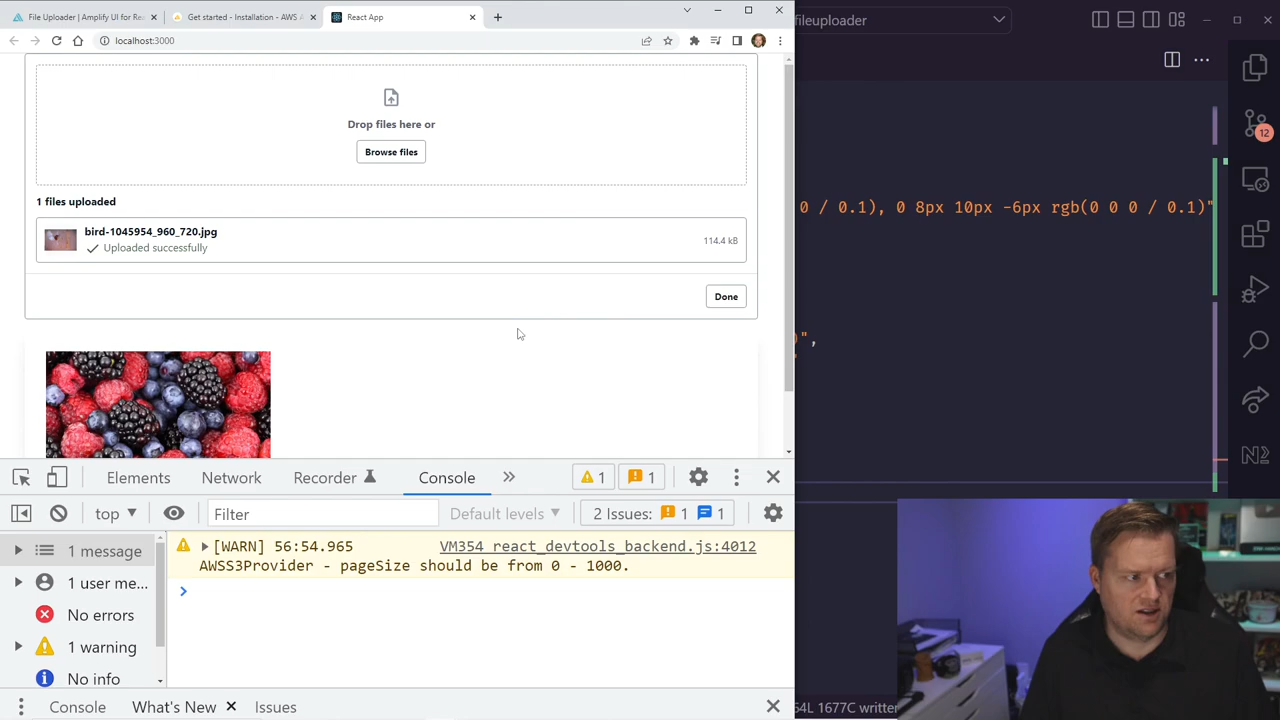 File Uploader | Amplify UI for Re
Get started - Installation - AWS A
React App
localhost:3000
fileuploader
Drop files here or
Browse files
1 files uploaded
bird-1045954_960_720.jpg
Uploaded successfully
114.4 kB
Done
0 / 0.1), 0 8px 10px -6px rgb(0 0 0 / 0.1)"
)",
12
Elements
Network
Recorder
Console
1
1
top
Filter
Default levels
2 Issues:
1
1
1 message
1 user me...
No errors
1 warning
No info
[WARN] 56:54.965
VM354 react_devtools_backend.js:4012
AWSS3Provider - pageSize should be from 0 - 1000.
Console
What's New
Issues
54L 1677C written